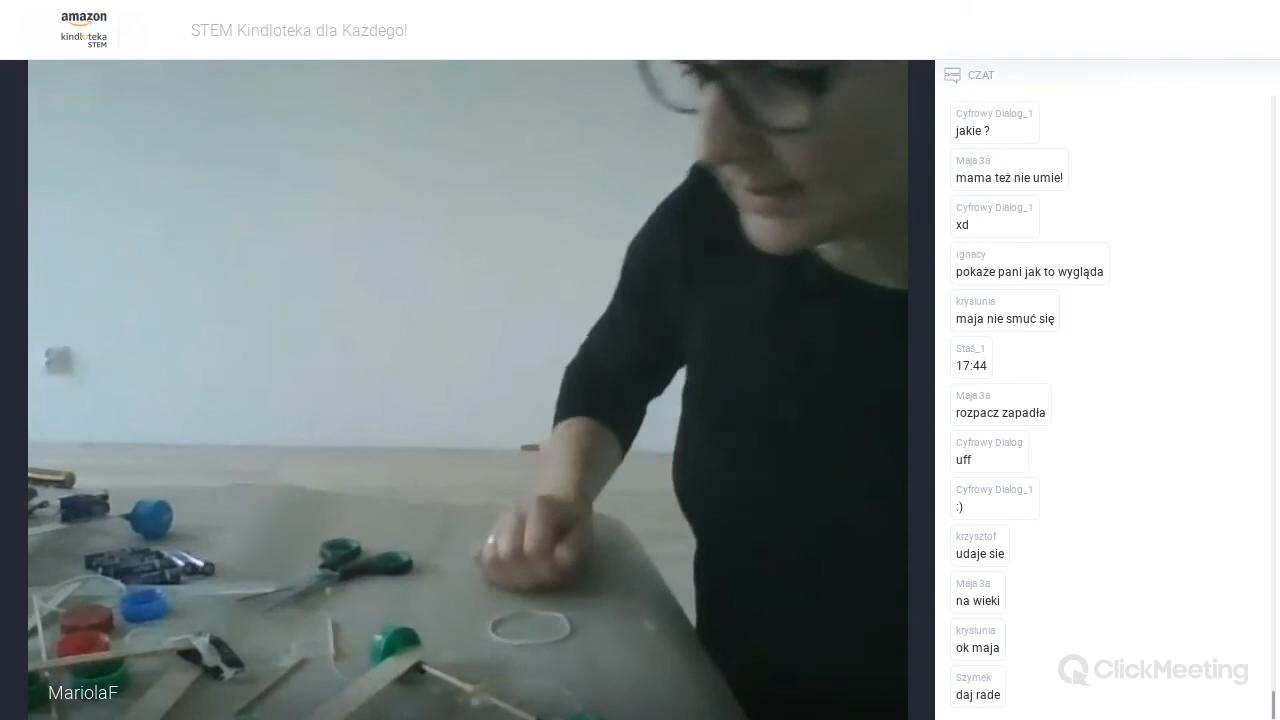 amazon
kindloteka
STEM
STEM Kindloteka dla Każdego!
CZAT
Cyfrowy Dialog_1
jakie ?
Maja 3a
mama też nie umie!
Cyfrowy Dialog_1
xd
Ignacy
pokaże pani jak to wygląda
krysiunia
maja nie smuć się
Staś_1
17:44
Maja 3a
rozpacz zapadła
Cyfrowy Dialog
uff
Cyfrowy Dialog_1
:)
krzysztof
udaje sie
Maja 3a
na wieki
krysiunia
ok maja
Szymek
daj rade
ClickMeeting
MariolaF